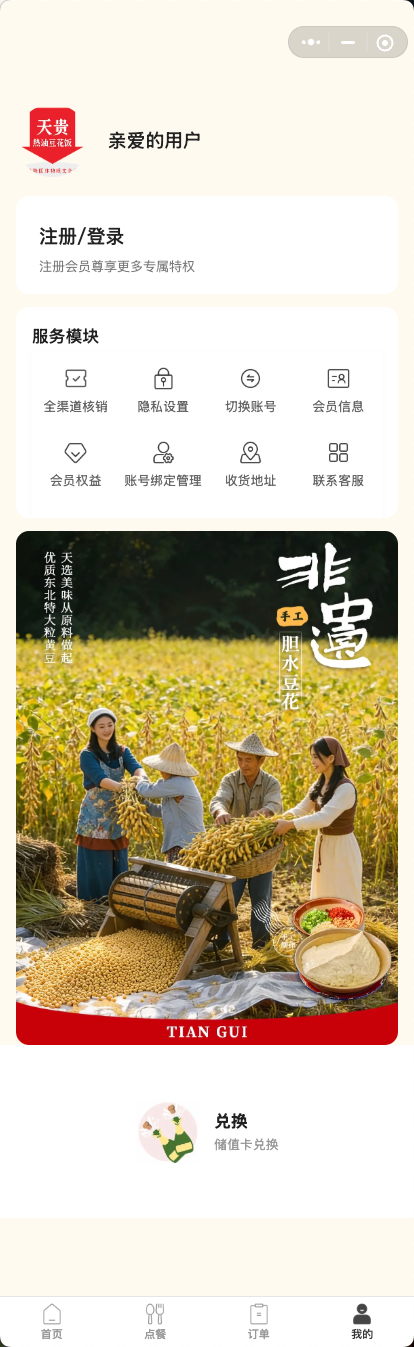 天贵
热卤豆花饭
亲爱的用户
注册/登录
注册会员尊享更多专属特权
服务模块
全渠道核销
隐私设置
切换账号
会员信息
会员权益
账号绑定管理
收货地址
联系客服
天选美味从原料做起
优质东北特大粒黄豆
非遗
手工
胆水豆花
TIAN GUI
兑换
储值卡兑换
首页
点餐
订单
我的